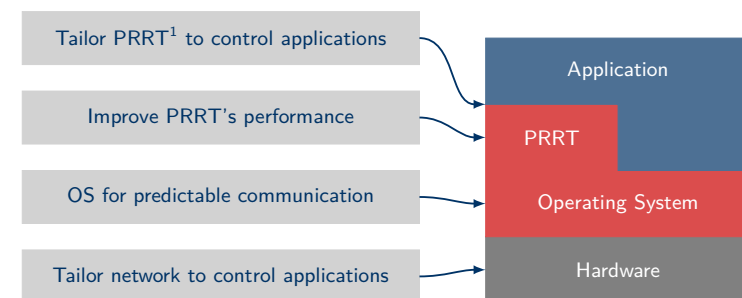 Tailor PRRT¹ to control applications
Application
Improve PRRT's performance
PRRT
OS for predictable communication
Operating System
Tailor network to control applications
Hardware